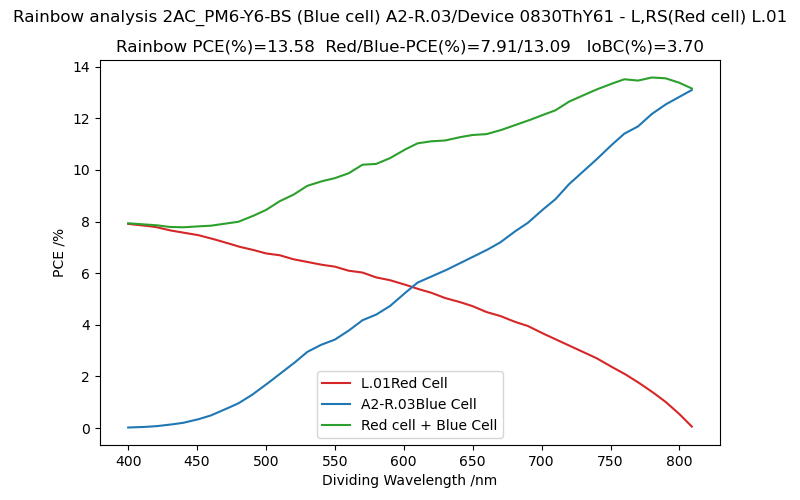 Rainbow analysis 2AC_PM6-Y6-BS (Blue cell) A2-R.03/Device 0830ThY61 - L,RS(Red cell) L.01
Rainbow PCE(%)=13.58  Red/Blue-PCE(%)=7.91/13.09   IoBC(%)=3.70
14
12
10
8
6
4
2
0
PCE /%
L.01Red Cell
A2-R.03Blue Cell
Red cell + Blue Cell
400 450 500 550 600 650 700 750 800
Dividing Wavelength /nm